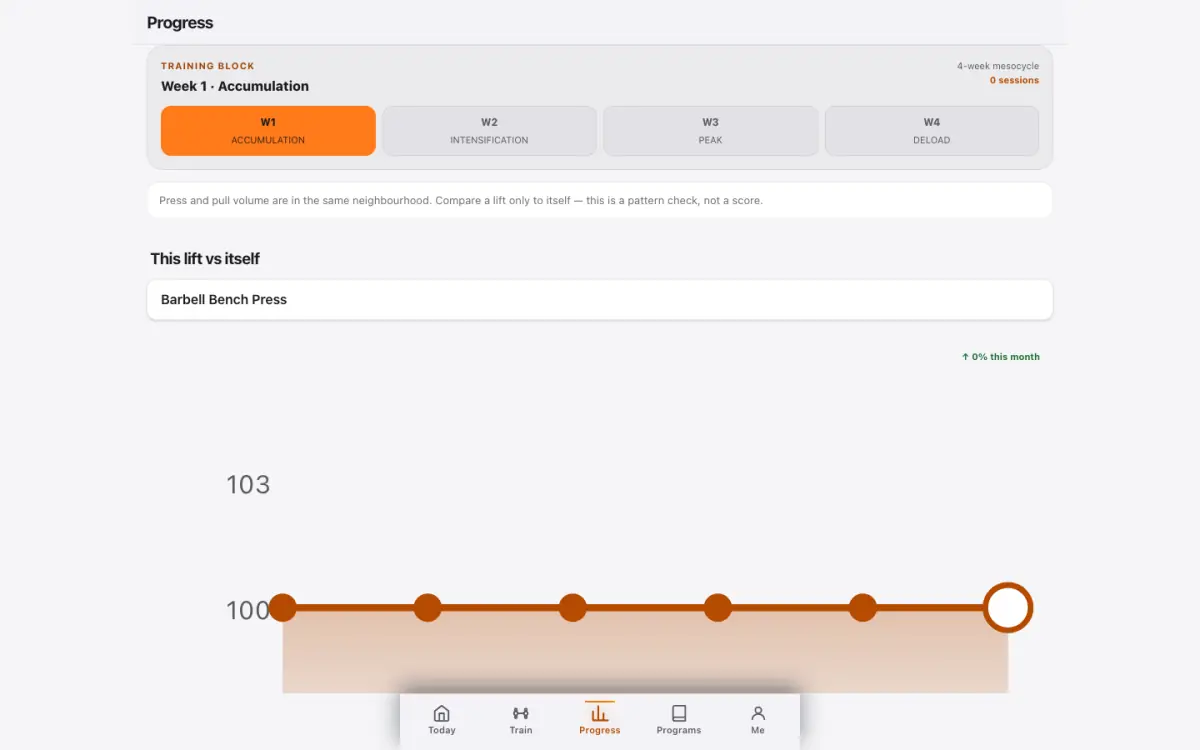 Progress
TRAINING BLOCK
4-week mesocycle
Week 1 · Accumulation
0 sessions
W1
ACCUMULATION
W2
INTENSIFICATION
W3
PEAK
W4
DELOAD
Press and pull volume are in the same neighbourhood. Compare a lift only to itself — this is a pattern check, not a score.
This lift vs itself
Barbell Bench Press
↑ 0% this month
103
100
Today
Train
Progress
Programs
Me